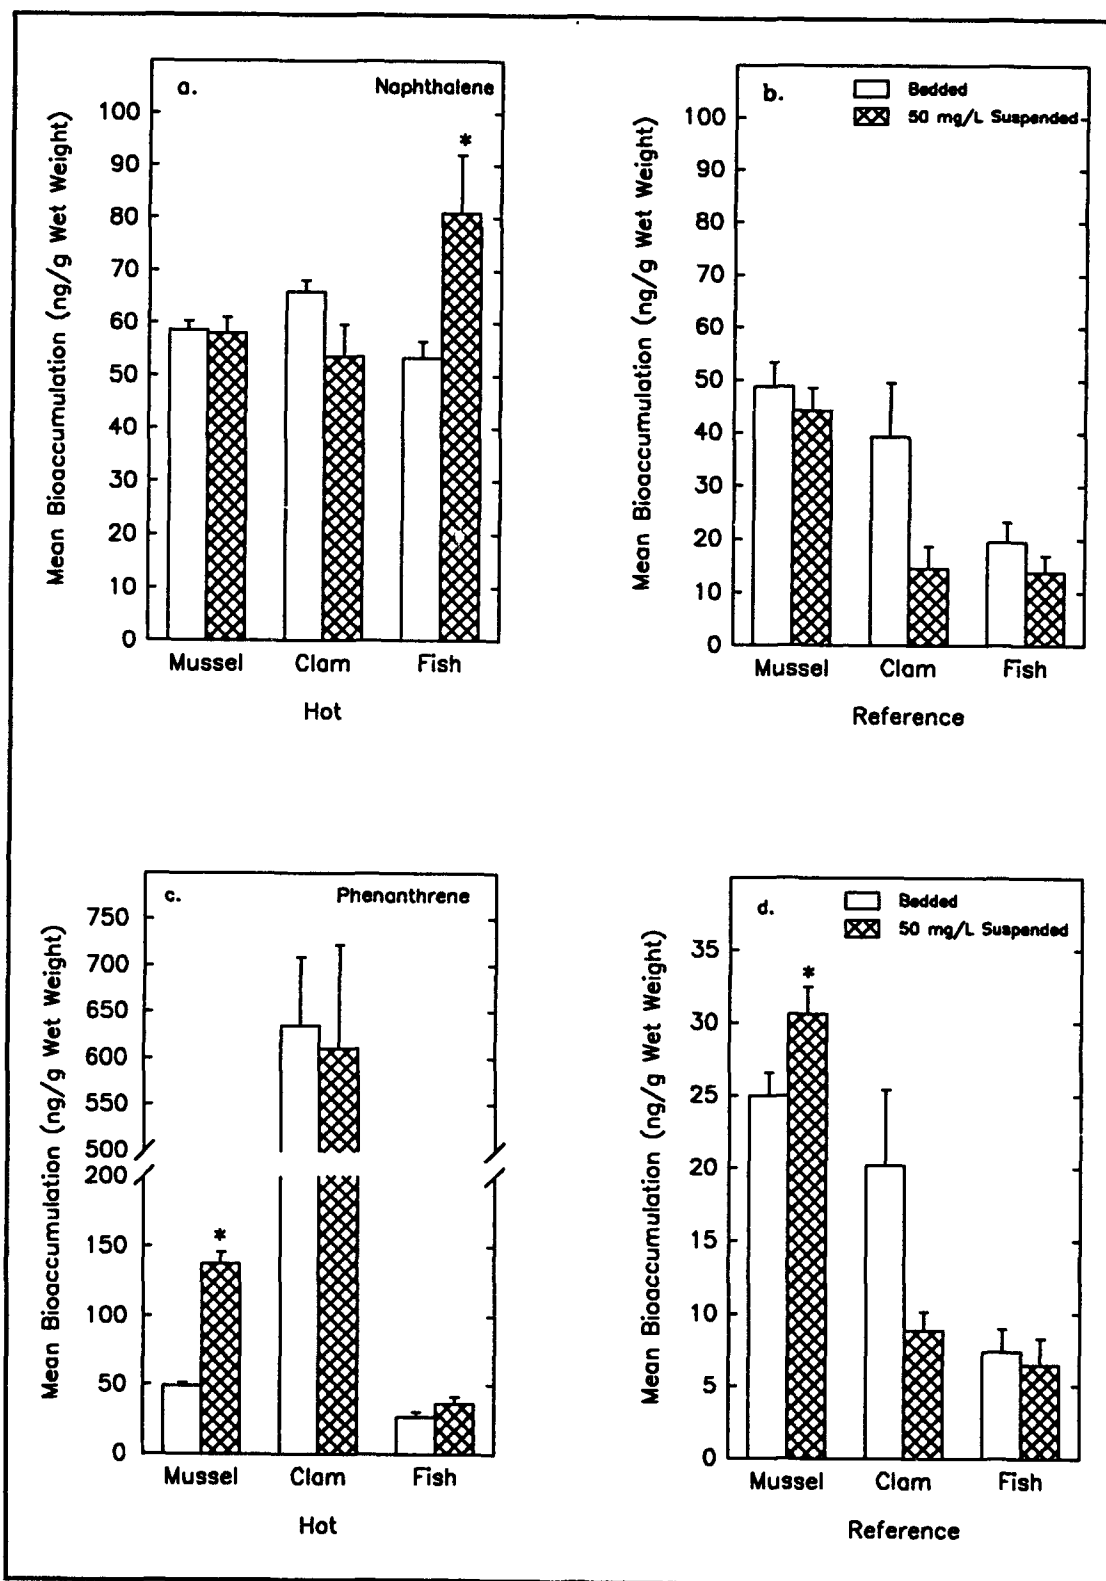 a.
Naphthalene
Mean Bioaccumulation (ng/g Wet Weight)
100
90
80
70
60
50
40
30
20
10
0
*
Mussel Clam Fish
Hot
b.
Bedded
50 mg/L Suspended
Mean Bioaccumulation (ng/g Wet Weight)
100
90
80
70
60
50
40
30
20
10
0
Mussel Clam Fish
Reference
c.
Phenanthrene
Mean Bioaccumulation (ng/g Wet Weight)
750
700
650
600
550
500
200
150
100
50
0
*
Mussel Clam Fish
Hot
d.
Bedded
50 mg/L Suspended
Mean Bioaccumulation (ng/g Wet Weight)
35
30
25
20
15
10
5
0
*
Mussel Clam Fish
Reference